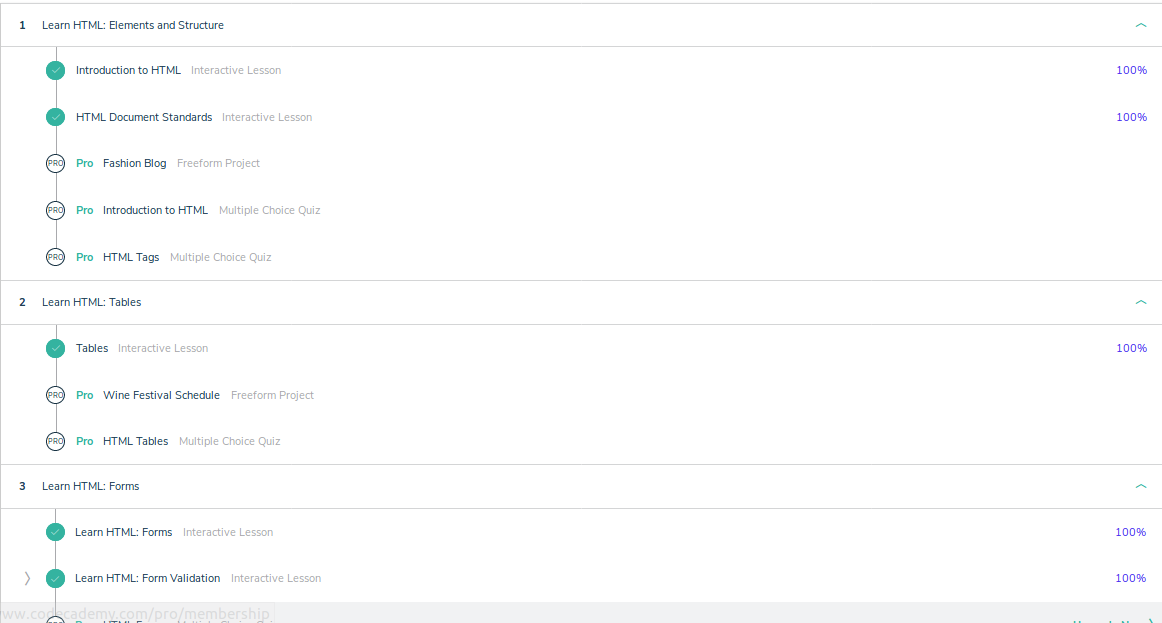 1 Learn HTML: Elements and Structure
Introduction to HTML Interactive Lesson 100%
HTML Document Standards Interactive Lesson 100%
PRO Pro Fashion Blog Freeform Project
PRO Pro Introduction to HTML Multiple Choice Quiz
PRO Pro HTML Tags Multiple Choice Quiz
2 Learn HTML: Tables
Tables Interactive Lesson 100%
PRO Pro Wine Festival Schedule Freeform Project
PRO Pro HTML Tables Multiple Choice Quiz
3 Learn HTML: Forms
Learn HTML: Forms Interactive Lesson 100%
Learn HTML: Form Validation Interactive Lesson 100%
ww.codecademy.com/pro/membership